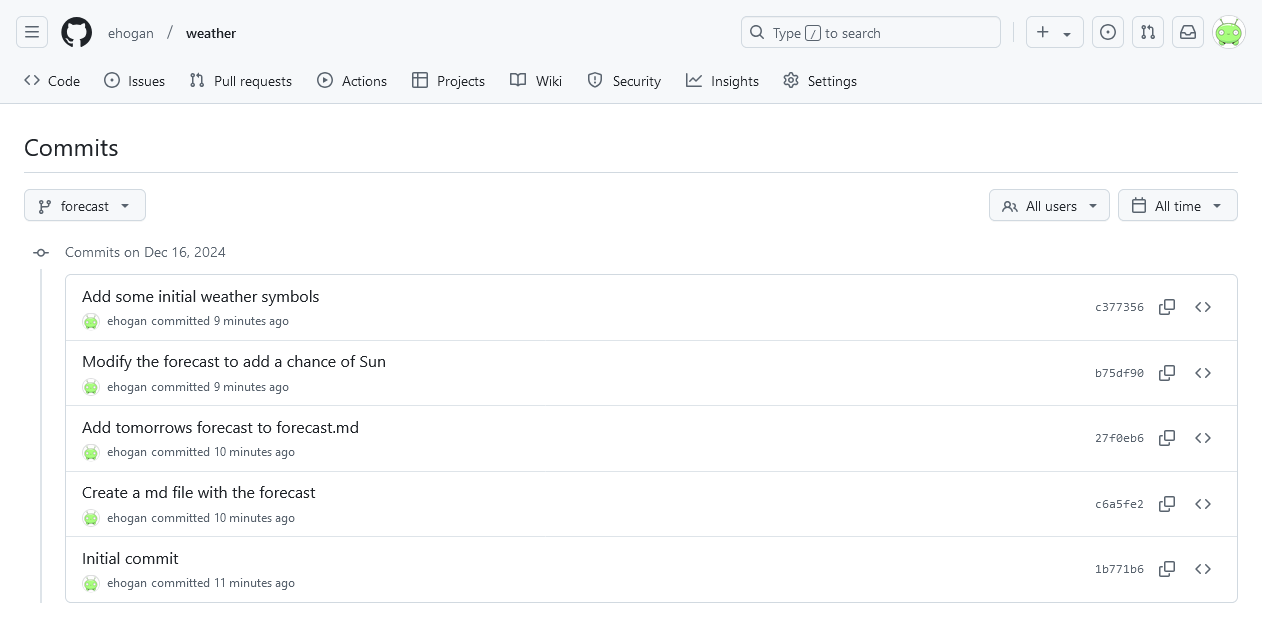 ehogan / weather
Type / to search
Code Issues Pull requests Actions Projects Wiki Security Insights Settings
Commits
forecast All users All time
Commits on Dec 16, 2024
Add some initial weather symbols
ehogan committed 9 minutes ago
c377356
Modify the forecast to add a chance of Sun
ehogan committed 9 minutes ago
b75df90
Add tomorrows forecast to forecast.md
ehogan committed 10 minutes ago
27f0eb6
Create a md file with the forecast
ehogan committed 10 minutes ago
c6a5fe2
Initial commit
ehogan committed 11 minutes ago
1b771b6